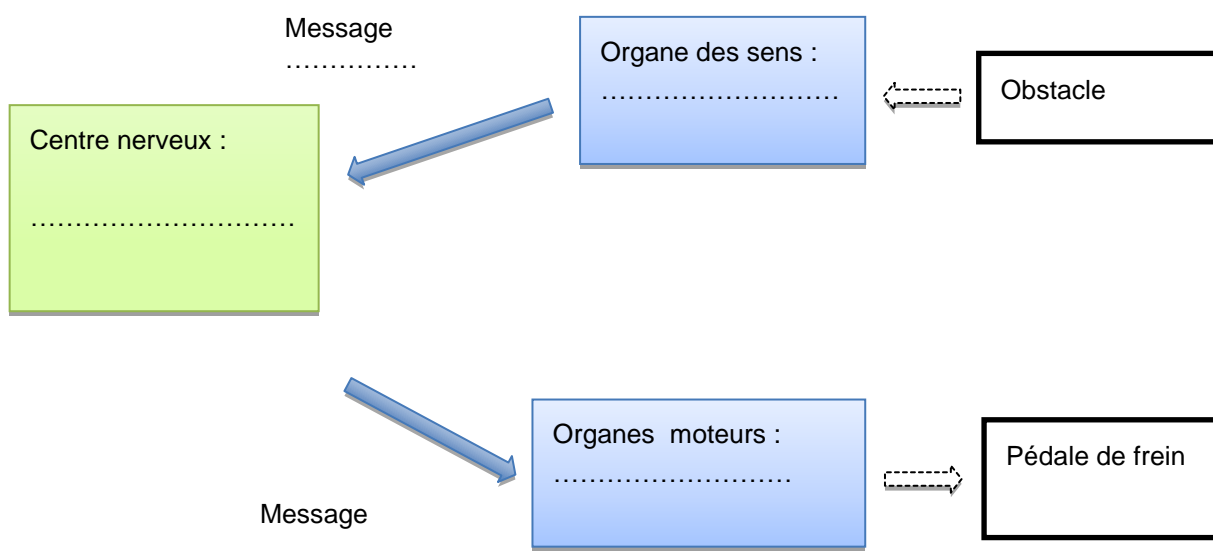 Message
……………
Organe des sens :
………………………
Obstacle
Centre nerveux :
…………………………
Organes moteurs :
………………………
Pédale de frein
Message